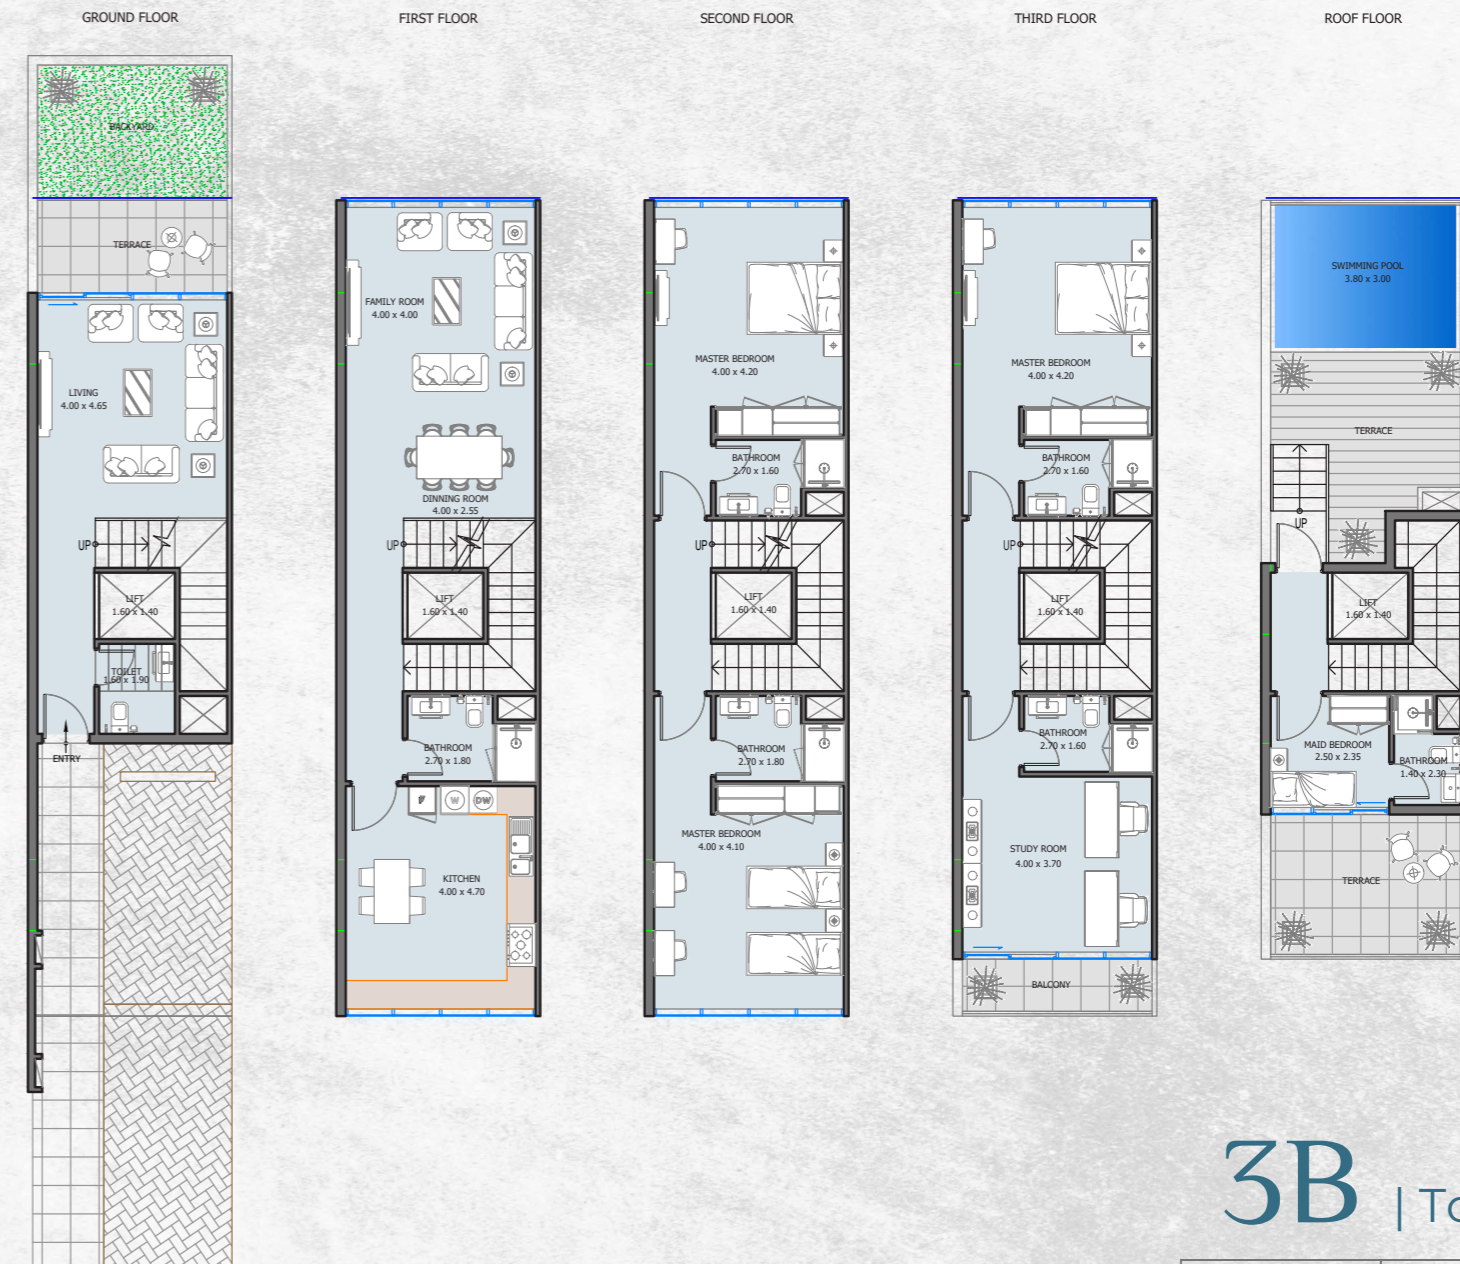 GROUND FLOOR
FIRST FLOOR
SECOND FLOOR
THIRD FLOOR
ROOF FLOOR
BACKYARD
TERRACE
LIVING
4.00 x 4.65
UP
LIFT
1.60 x 1.40
TOILET
1.60 x 1.90
ENTRY
FAMILY ROOM
4.00 x 4.00
DINNING ROOM
4.00 x 2.55
UP
LIFT
1.60 x 1.40
BATHROOM
2.70 x 1.80
F
W
DW
KITCHEN
4.00 x 4.70
MASTER BEDROOM
4.00 x 4.20
BATHROOM
2.70 x 1.60
UP
LIFT
1.60 x 1.40
BATHROOM
2.70 x 1.80
MASTER BEDROOM
4.00 x 4.10
MASTER BEDROOM
4.00 x 4.20
BATHROOM
2.70 x 1.60
UP
LIFT
1.60 x 1.40
BATHROOM
2.70 x 1.60
STUDY ROOM
4.00 x 3.70
BALCONY
SWIMMING POOL
3.80 x 3.00
TERRACE
UP
LIFT
1.60 x 1.40
MAID BEDROOM
2.50 x 2.35
BATHROOM
1.40 x 2.30
TERRACE
3B | To